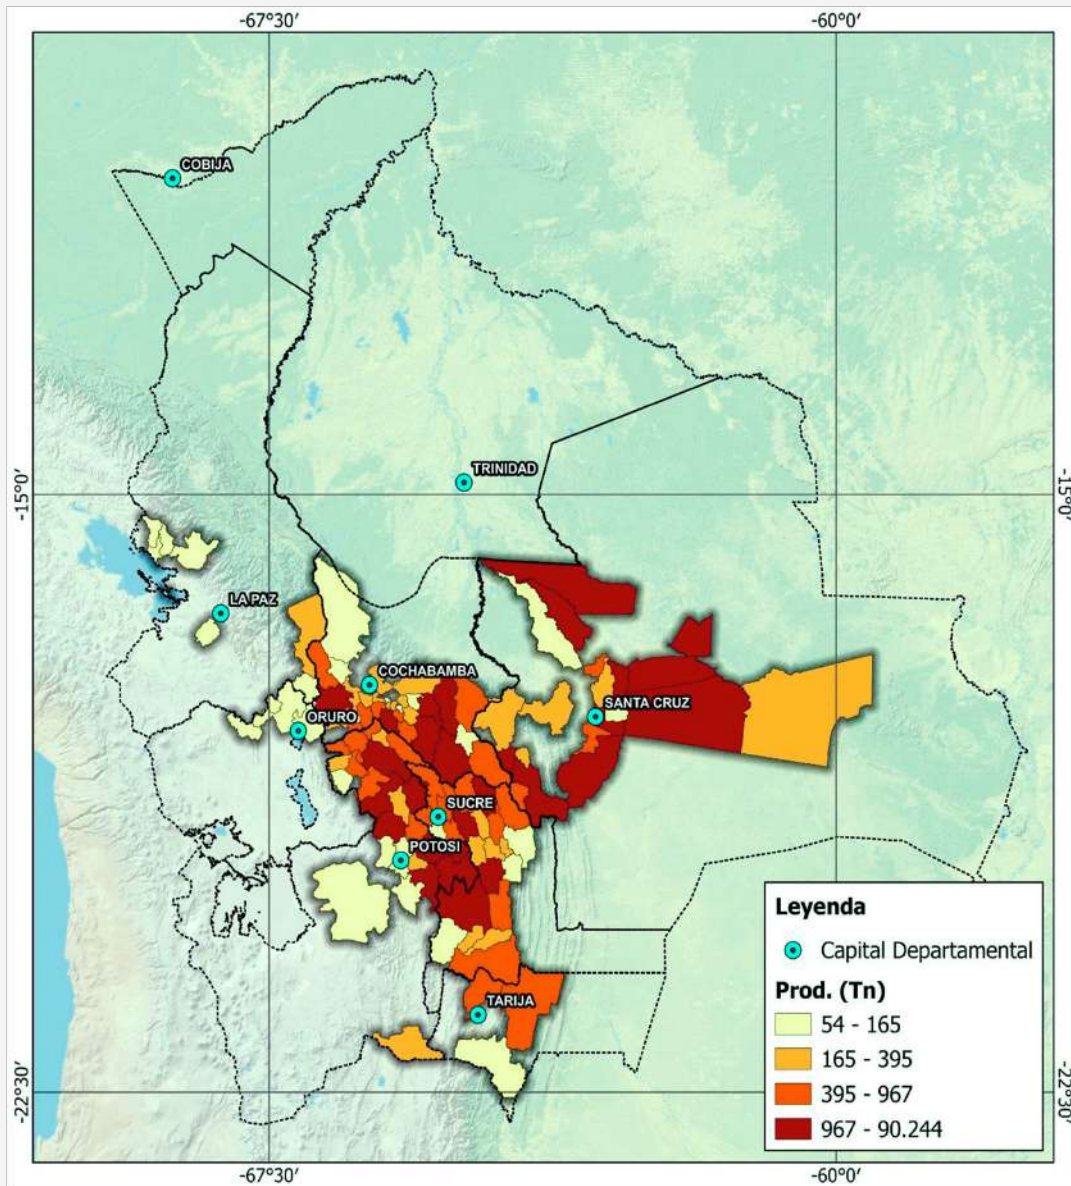 -67°30′
-60°0′
COBIJA
TRINIDAD
-15°0′
-15°0′
LA PAZ
COCHABAMBA
SANTA CRUZ
ORURO
SUCRE
POTOSI
TARIJA
Leyenda
Capital Departamental
Prod. (Tn)
54 - 165
165 - 395
395 - 967
967 - 90.244
-22°30′
-22°30′
-67°30′
-60°0′